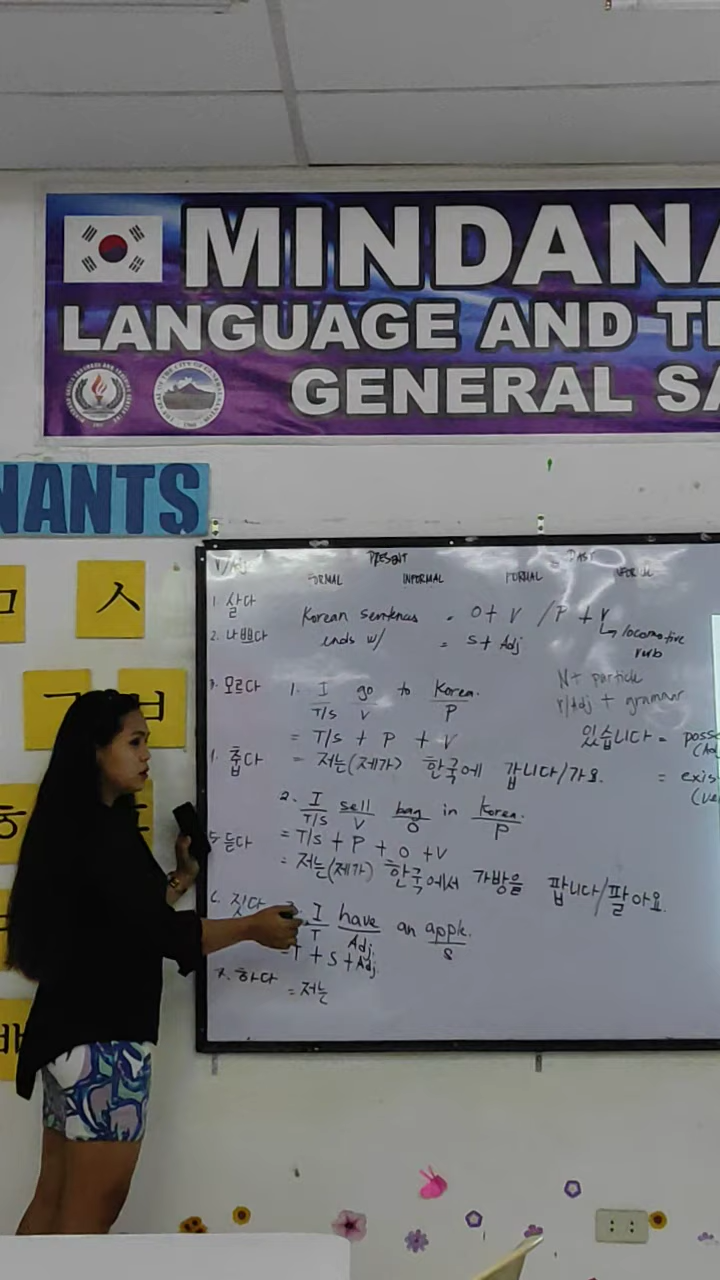 MINDANA
LANGUAGE AND T
GENERAL SA
NANTS
ㅁ
ㅅ
ㅂ
ㅎ
PRESENT
PAST
FORMAL INFORMAL FORMAL
1. 살다
Korean sentences = O + V / P + V
↳ locomotive verb
2. 나쁘다
ends w/ = S + Adj
N + particle
V/Adj + grammar
3. 모르다
1. I go to Korea.
T/S V P
= T/S + P + V
있습니다 = poss
= 저는(제가) 한국에 갑니다/가요.
= exis
4. 춥다
2. I sell bag in Korea.
T/S V O P
= T/S + P + O + V
5. 듣다
= 저는(제가) 한국에서 가방을 팝니다/팔아요.
6. 짓다
I have an apple.
T Adj. S
T + S + Adj.
7. 하다
= 저는